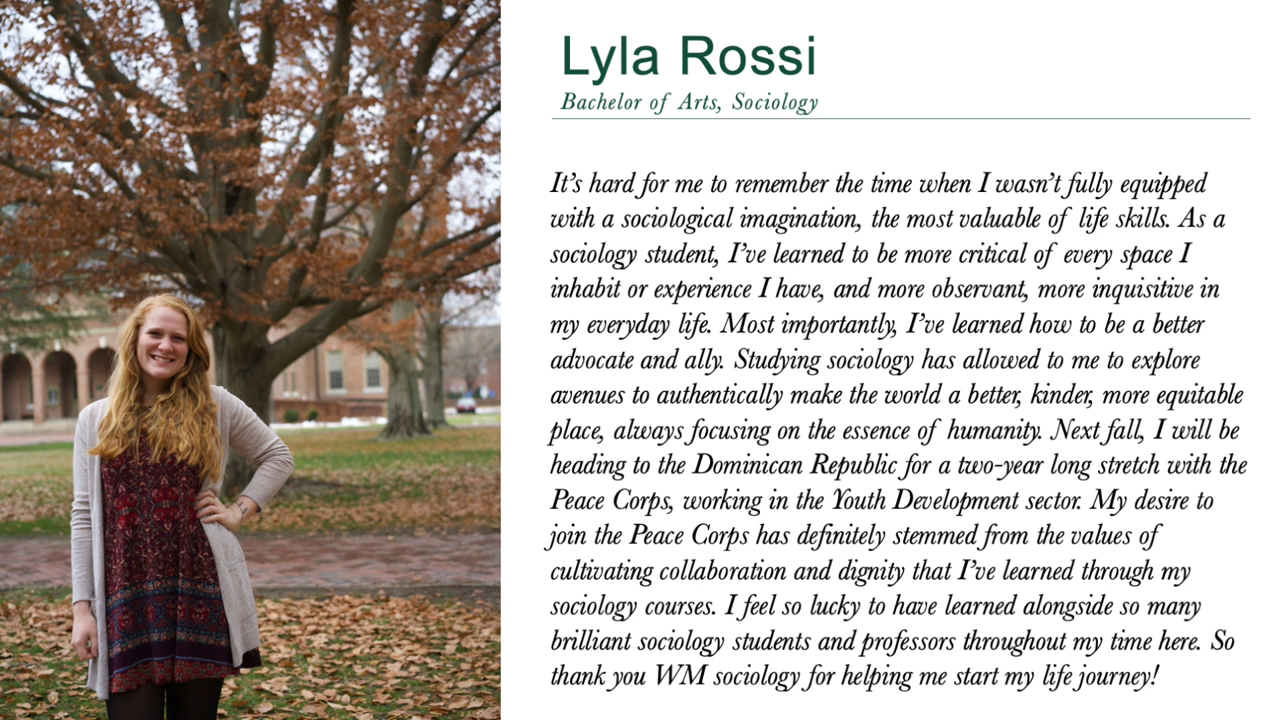 Lyla Rossi
Bachelor of Arts, Sociology
It's hard for me to remember the time when I wasn't fully equipped
with a sociological imagination, the most valuable of life skills. As a
sociology student, I've learned to be more critical of every space I
inhabit or experience I have, and more observant, more inquisitive in
my everyday life. Most importantly, I've learned how to be a better
advocate and ally. Studying sociology has allowed to me to explore
avenues to authentically make the world a better, kinder, more equitable
place, always focusing on the essence of humanity. Next fall, I will be
heading to the Dominican Republic for a two-year long stretch with the
Peace Corps, working in the Youth Development sector. My desire to
join the Peace Corps has definitely stemmed from the values of
cultivating collaboration and dignity that I've learned through my
sociology courses. I feel so lucky to have learned alongside so many
brilliant sociology students and professors throughout my time here. So
thank you WM sociology for helping me start my life journey!